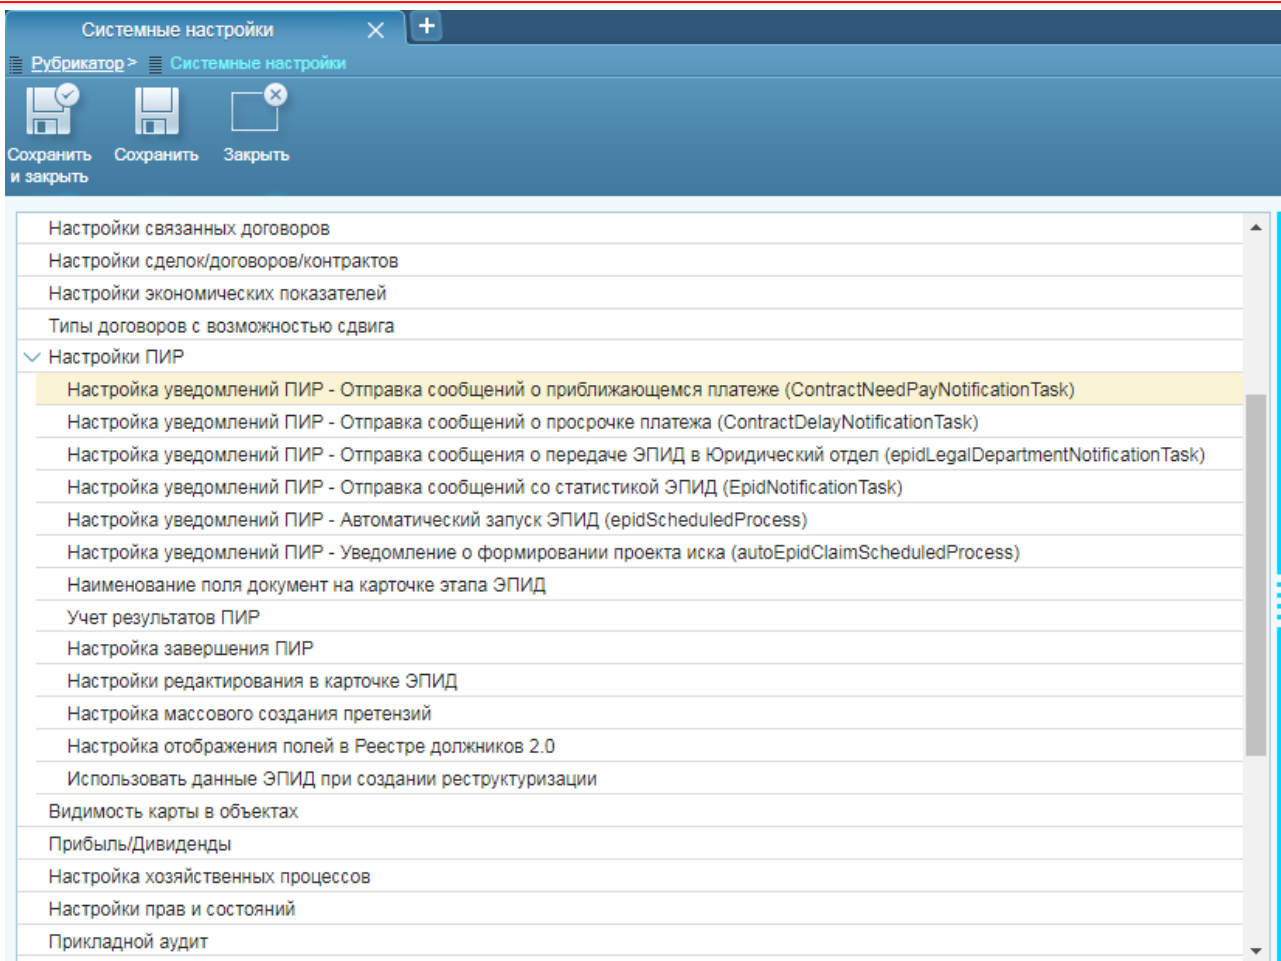 Системные настройки
Рубрикатор > Системные настройки
Сохранить и закрыть
Сохранить
Закрыть
Настройки связанных договоров
Настройки сделок/договоров/контрактов
Настройки экономических показателей
Типы договоров с возможностью сдвига
Настройки ПИР
Настройка уведомлений ПИР - Отправка сообщений о приближающемся платеже (ContractNeedPayNotificationTask)
Настройка уведомлений ПИР - Отправка сообщений о просрочке платежа (ContractDelayNotificationTask)
Настройка уведомлений ПИР - Отправка сообщения о передаче ЭПИД в Юридический отдел (epidLegalDepartmentNotificationTask)
Настройка уведомлений ПИР - Отправка сообщений со статистикой ЭПИД (EpidNotificationTask)
Настройка уведомлений ПИР - Автоматический запуск ЭПИД (epidScheduledProcess)
Настройка уведомлений ПИР - Уведомление о формировании проекта иска (autoEpidClaimScheduledProcess)
Наименование поля документ на карточке этапа ЭПИД
Учет результатов ПИР
Настройка завершения ПИР
Настройки редактирования в карточке ЭПИД
Настройка массового создания претензий
Настройка отображения полей в Реестре должников 2.0
Использовать данные ЭПИД при создании реструктуризации
Видимость карты в объектах
Прибыль/Дивиденды
Настройка хозяйственных процессов
Настройки прав и состояний
Прикладной аудит